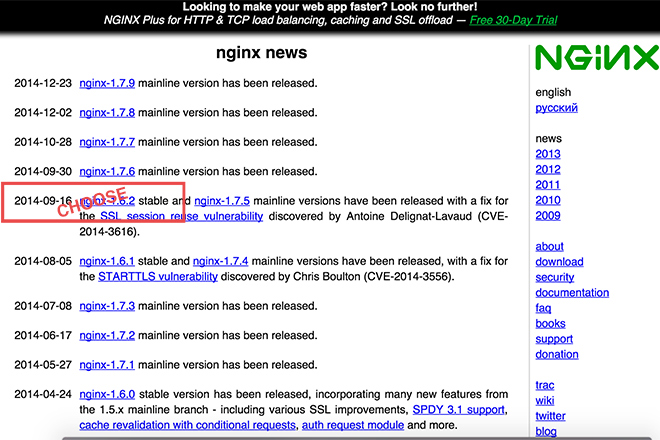 Looking to make your web app faster? Look no further!
NGINX Plus for HTTP & TCP load balancing, caching and SSL offload — Free 30-Day Trial
nginx news
2014-12-23 nginx-1.7.9 mainline version has been released.
2014-12-02 nginx-1.7.8 mainline version has been released.
2014-10-28 nginx-1.7.7 mainline version has been released.
2014-09-30 nginx-1.7.6 mainline version has been released.
2014-09-16 nginx-1.6.2 stable and nginx-1.7.5 mainline versions have been released with a fix for
the SSL session reuse vulnerability discovered by Antoine Delignat-Lavaud (CVE-
2014-3616).
CHOOSE
2014-08-05 nginx-1.6.1 stable and nginx-1.7.4 mainline versions have been released, with a fix for
the STARTTLS vulnerability discovered by Chris Boulton (CVE-2014-3556).
2014-07-08 nginx-1.7.3 mainline version has been released.
2014-06-17 nginx-1.7.2 mainline version has been released.
2014-05-27 nginx-1.7.1 mainline version has been released.
2014-04-24 nginx-1.6.0 stable version has been released, incorporating many new features from
the 1.5.x mainline branch - including various SSL improvements, SPDY 3.1 support,
cache revalidation with conditional requests, auth request module and more.
NGINX
english
русский
news
2013
2012
2011
2010
2009
about
download
security
documentation
faq
books
support
donation
trac
wiki
twitter
blog